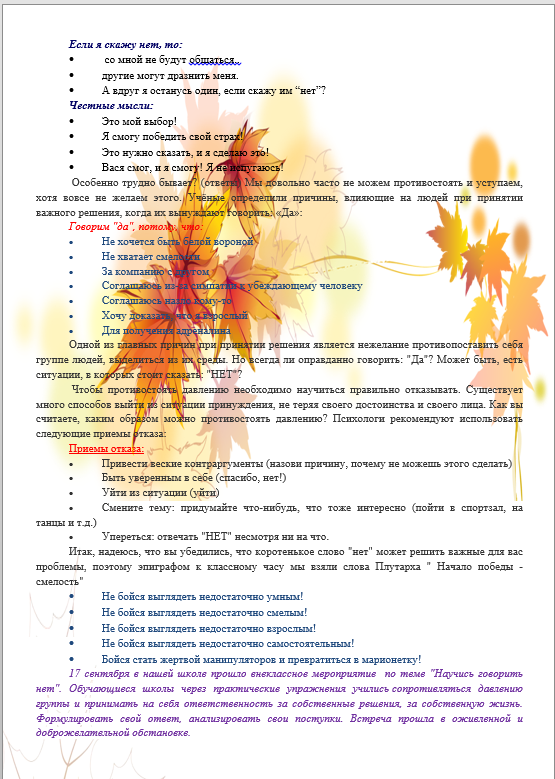 Если я скажу нет, то:
• со мной не будут общаться..
• другие могут дразнить меня.
• А вдруг я останусь один, если скажу им “нет”?
Честные мысли:
• Это мой выбор!
• Я смогу победить свой страх!
• Это нужно сказать, и я сделаю это!
• Вася смог, и я смогу! Я не испугаюсь!
Особенно трудно бывает? (ответы) Мы довольно часто не можем противостоять и уступаем,
хотя вовсе не желаем этого. Учёные определили причины, влияющие на людей при принятии
важного решения, когда их вынуждают говорить: «Да»:
Говорим "да", потому, что:
• Не хочется быть белой вороной
• Не хватает смелости
• За компанию с другом
• Соглашаюсь из-за симпатии к убеждающему человеку
• Соглашаюсь назло кому-то
• Хочу доказать, что я взрослый
• Для получения адреналина
Одной из главных причин при принятии решения является нежелание противопоставить себя
группе людей, выделиться из их среды. Но всегда ли оправданно говорить: "Да"? Может быть, есть
ситуации, в которых стоит сказать: "НЕТ"?
Чтобы противостоять давлению необходимо научиться правильно отказывать. Существует
много способов выйти из ситуации принуждения, не теряя своего достоинства и своего лица. Как вы
считаете, каким образом можно противостоять давлению? Психологи рекомендуют использовать
следующие приемы отказа:
Приемы отказа:
• Привести веские контраргументы (назови причину, почему не можешь этого сделать)
• Быть уверенным в себе (спасибо, нет!)
• Уйти из ситуации (уйти)
• Смените тему: придумайте что-нибудь, что тоже интересно (пойти в спортзал, на
танцы и т.д.)
• Упереться: отвечать "НЕТ" несмотря ни на что.
Итак, надеюсь, что вы убедились, что коротенькое слово "нет" может решить важные для вас
проблемы, поэтому эпиграфом к классному часу мы взяли слова Плутарха " Начало победы -
смелость"
• Не бойся выглядеть недостаточно умным!
• Не бойся выглядеть недостаточно смелым!
• Не бойся выглядеть недостаточно взрослым!
• Не бойся выглядеть недостаточно самостоятельным!
• Бойся стать жертвой манипуляторов и превратиться в марионетку!
17 сентября в нашей школе прошло внеклассное мероприятие по теме "Научись говорить
нет". Обучающиеся школы через практические упражнения учились сопротивляться давлению
группы и принимать на себя ответственность за собственные решения, за собственную жизнь.
Формулировать свой ответ, анализировать свои поступки. Встреча прошла в оживленной и
доброжелательной обстановке.